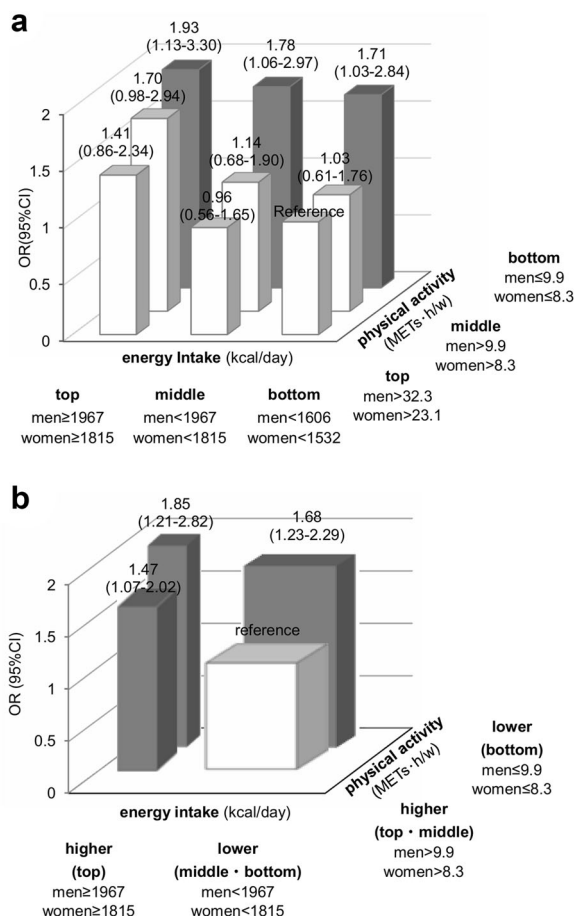 a
1.93
(1.13-3.30)
1.78
(1.06-2.97)
1.71
(1.03-2.84)
1.70
(0.98-2.94)
1.41
(0.86-2.34)
1.14
(0.68-1.90)
1.03
(0.61-1.76)
0.96
(0.56-1.65)
Reference
2
1.5
1
0.5
0
OR(95%CI)
energy Intake (kcal/day)
physical activity
(METs·h/w)
bottom
men≤9.9
women≤8.3
middle
men>9.9
women>8.3
top
men>32.3
women>23.1
top
men≥1967
women≥1815
middle
men<1967
women<1815
bottom
men<1606
women<1532
b
1.85
(1.21-2.82)
1.68
(1.23-2.29)
1.47
(1.07-2.02)
reference
2
1.5
1
0.5
0
OR (95%CI)
energy intake (kcal/day)
physical activity
(METs·h/w)
lower
(bottom)
men≤9.9
women≤8.3
higher
(top・middle)
men>9.9
women>8.3
higher
(top)
men≥1967
women≥1815
lower
(middle・bottom)
men<1967
women<1815